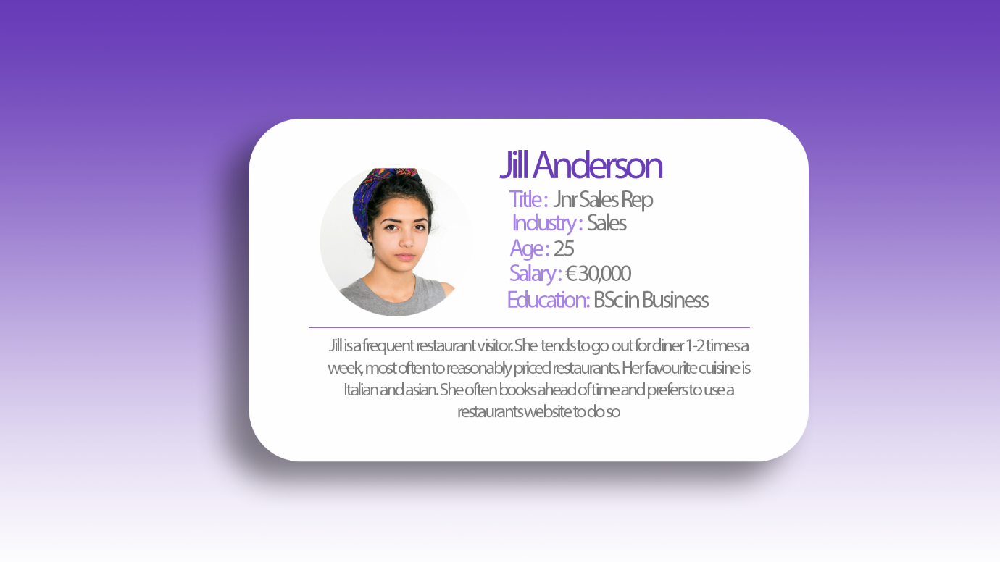 Jill Anderson
Title : Jnr Sales Rep
Industry : Sales
Age : 25
Salary : €30,000
Education: BSc in Business
Jill is a frequent restaurant visitor. She tends to go out for diner 1-2 times a
week, most often to reasonably priced restaurants. Her favourite cuisine is
Italian and asian. She often books ahead of time and prefers to use a
restaurants website to do so